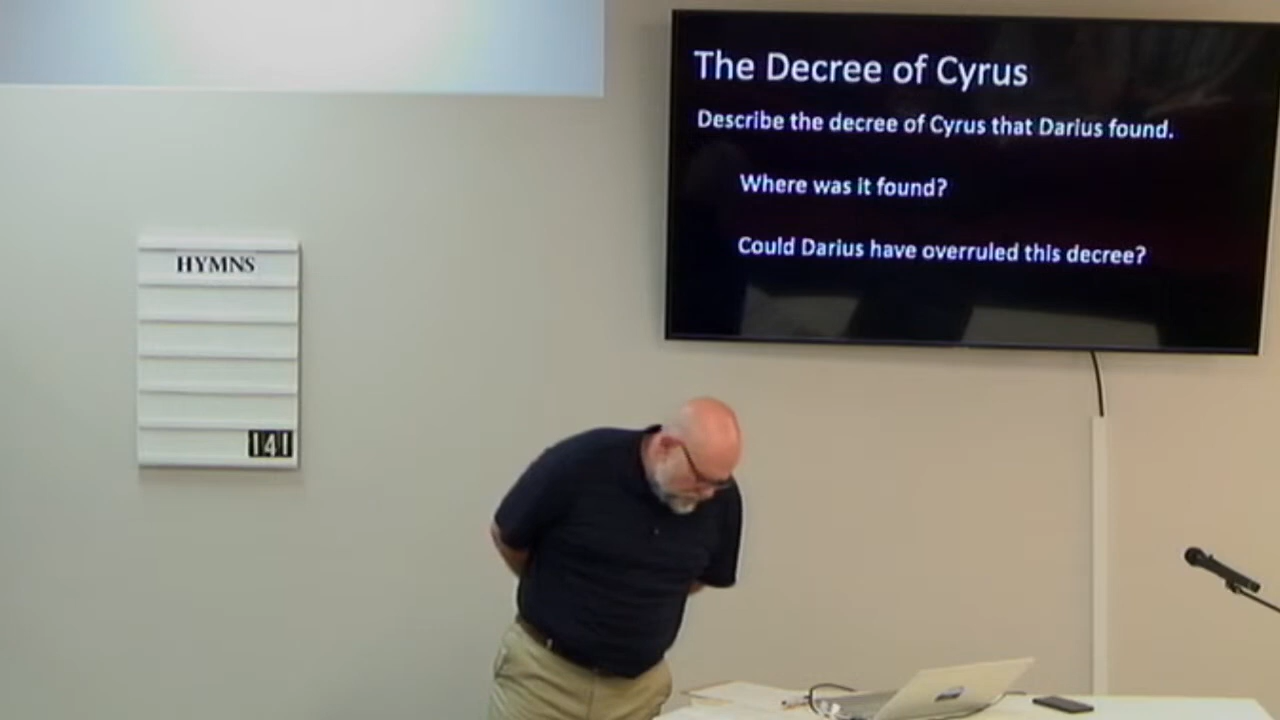 The Decree of Cyrus
Describe the decree of Cyrus that Darius found.
Where was it found?
Could Darius have overruled this decree?
HYMNS
141